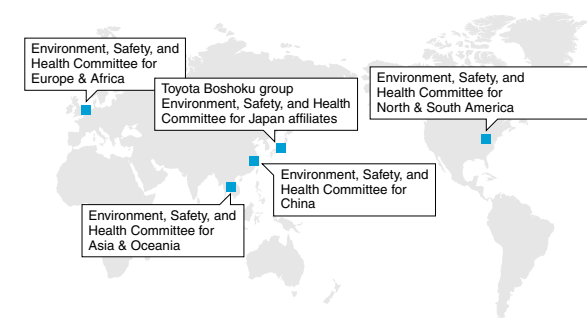 Environment, Safety, and
Health Committee for
Europe & Africa
Toyota Boshoku group
Environment, Safety, and Health
Committee for Japan affiliates
Environment, Safety, and
Health Committee for
North & South America
Environment, Safety, and
Health Committee for
China
Environment, Safety, and
Health Committee for
Asia & Oceania